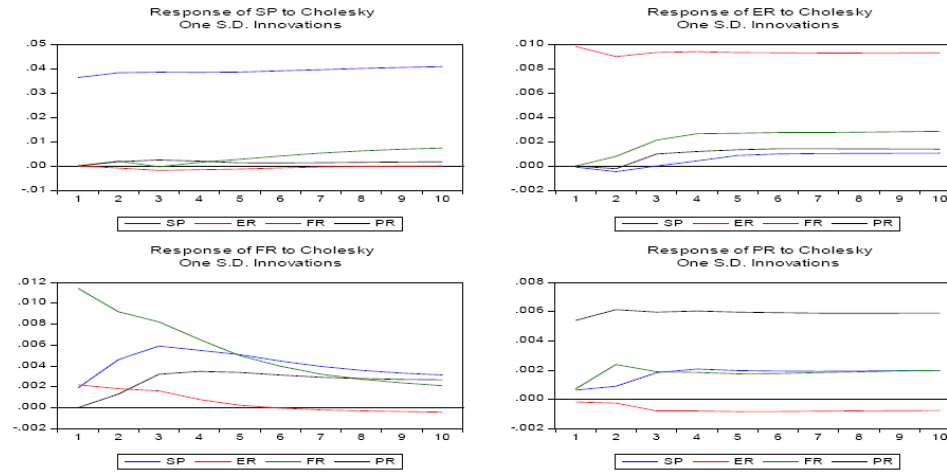 Response of SP to Cholesky
One S.D. Innovations
.05
.04
.03
.02
.01
.00
-.01
1 2 3 4 5 6 7 8 9 10
SP ER FR PR
Response of ER to Cholesky
One S.D. Innovations
.010
.008
.006
.004
.002
.000
-.002
1 2 3 4 5 6 7 8 9 10
SP ER FR PR
Response of FR to Cholesky
One S.D. Innovations
.012
.010
.008
.006
.004
.002
.000
-.002
1 2 3 4 5 6 7 8 9 10
SP ER FR PR
Response of PR to Cholesky
One S.D. Innovations
.008
.006
.004
.002
.000
-.002
1 2 3 4 5 6 7 8 9 10
SP ER FR PR